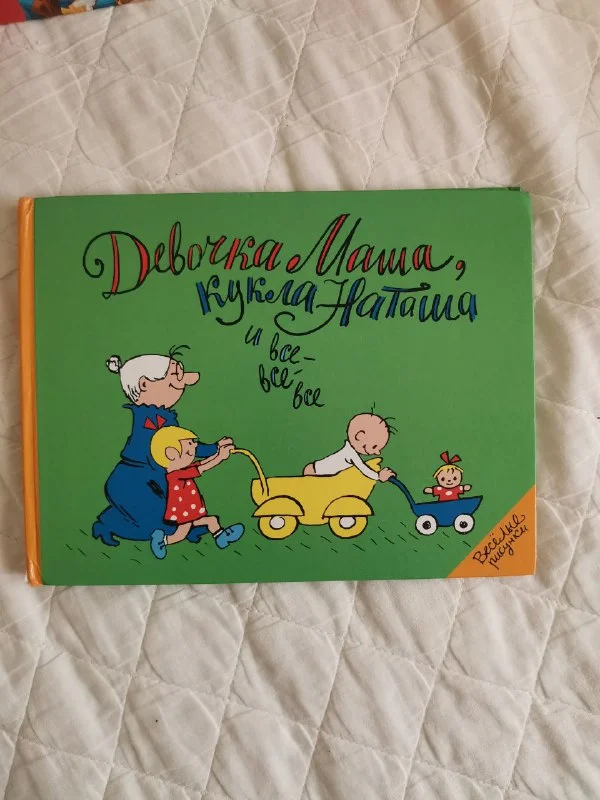 Девочка Маша,
кукла Наташа
и все-
все-
все
Весёлые
рисунки